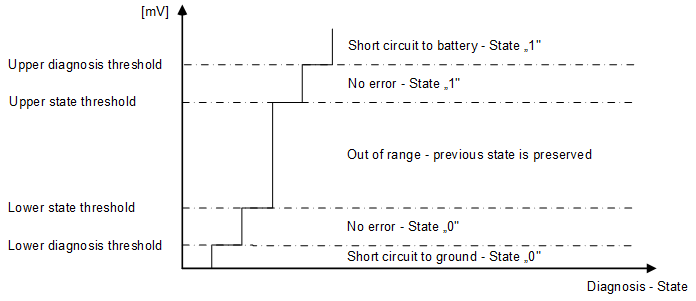 [mV]
Short circuit to battery - State „1"
Upper diagnosis threshold
No error - State „1"
Upper state threshold
Out of range - previous state is preserved
Lower state threshold
No error - State „0"
Lower diagnosis threshold
Short circuit to ground - State „0"
Diagnosis - State